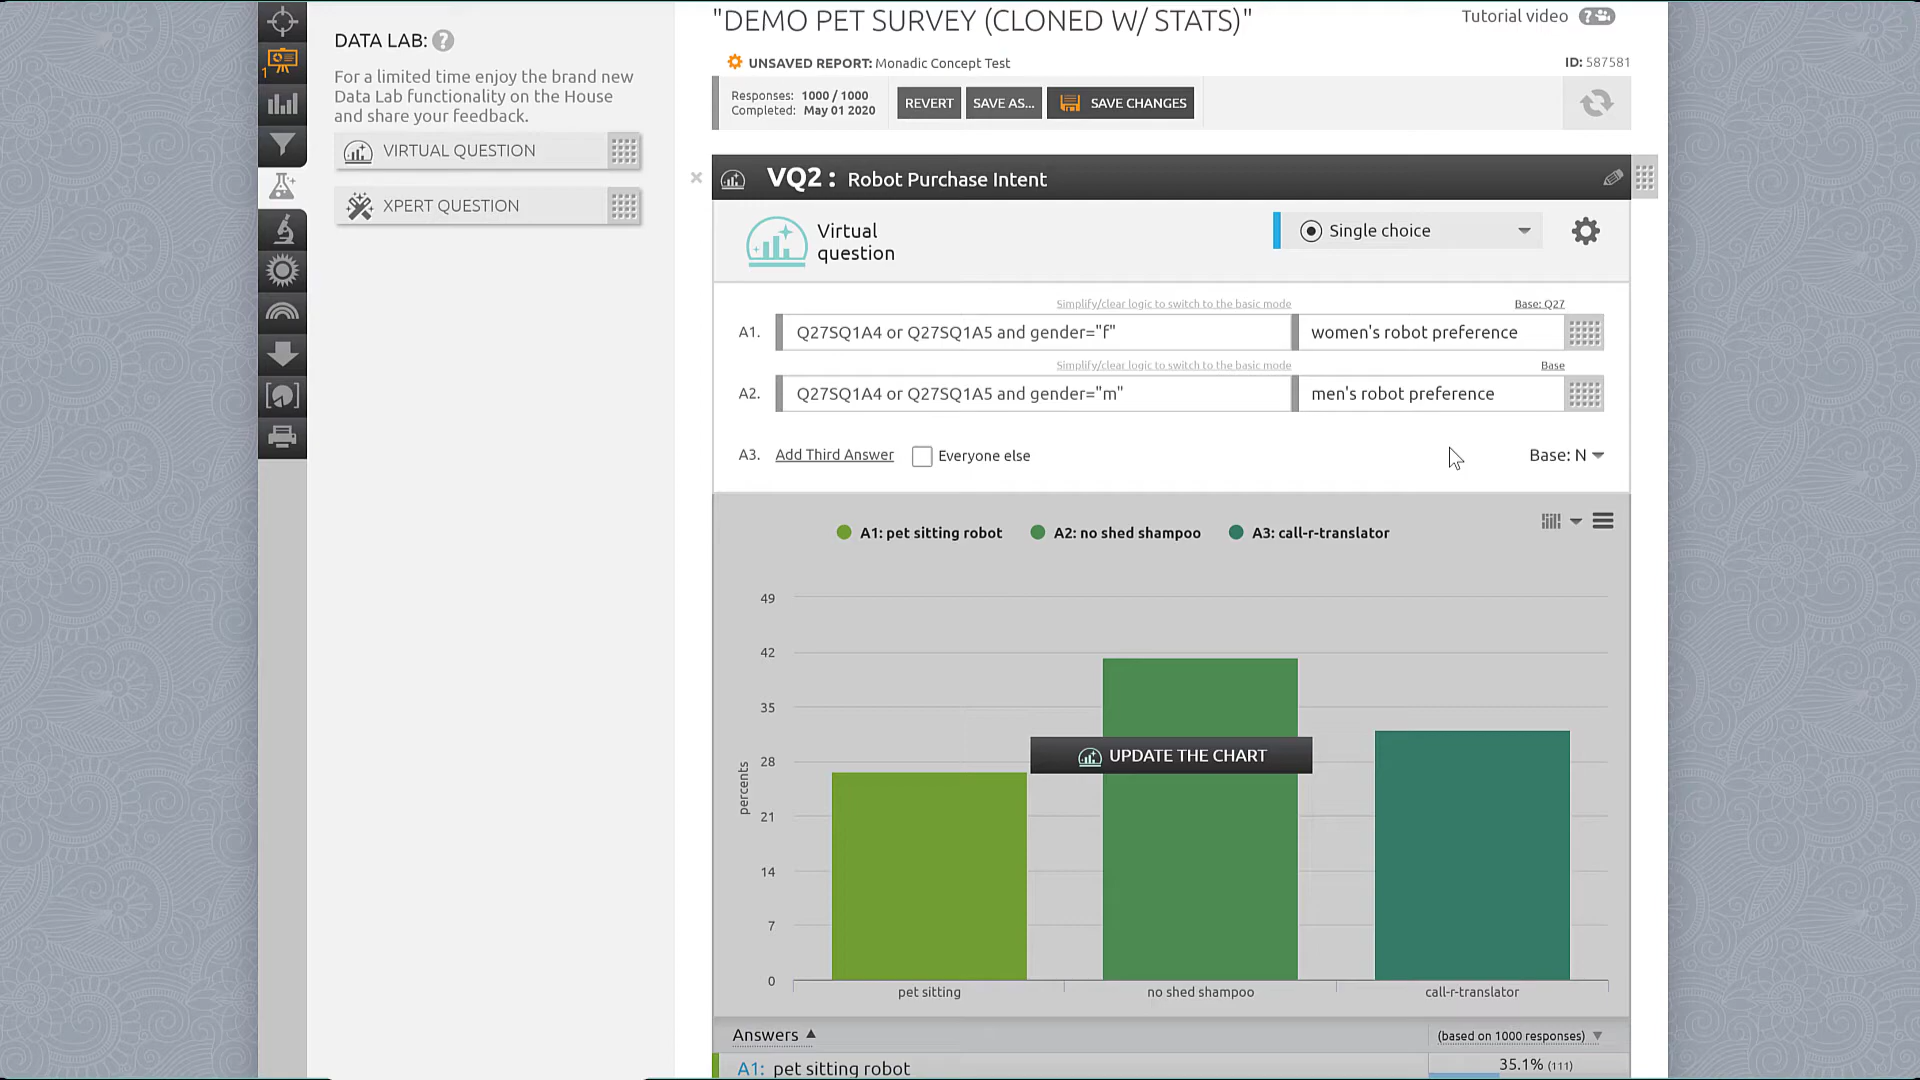 "DEMO PET SURVEY (CLONED W/ STATS)"
Tutorial video ?
DATA LAB: ?
For a limited time enjoy the brand new
Data Lab functionality on the House
and share your feedback.
VIRTUAL QUESTION
XPERT QUESTION
1
UNSAVED REPORT: Monadic Concept Test
ID: 587581
Responses: 1000 / 1000
Completed: May 01 2020
REVERT
SAVE AS...
SAVE CHANGES
VQ2 : Robot Purchase Intent
Virtual
question
Single choice
Simplify/clear logic to switch to the basic mode
Base: Q27
A1. Q27SQ1A4 or Q27SQ1A5 and gender="f" women's robot preference
Simplify/clear logic to switch to the basic mode
Base
A2. Q27SQ1A4 or Q27SQ1A5 and gender="m" men's robot preference
A3. Add Third Answer Everyone else
Base: N
A1: pet sitting robot A2: no shed shampoo A3: call-r-translator
49
42
35
28
21
14
7
0
percents
UPDATE THE CHART
pet sitting
no shed shampoo
call-r-translator
Answers
(based on 1000 responses)
A1: pet sitting robot
35.1% (111)